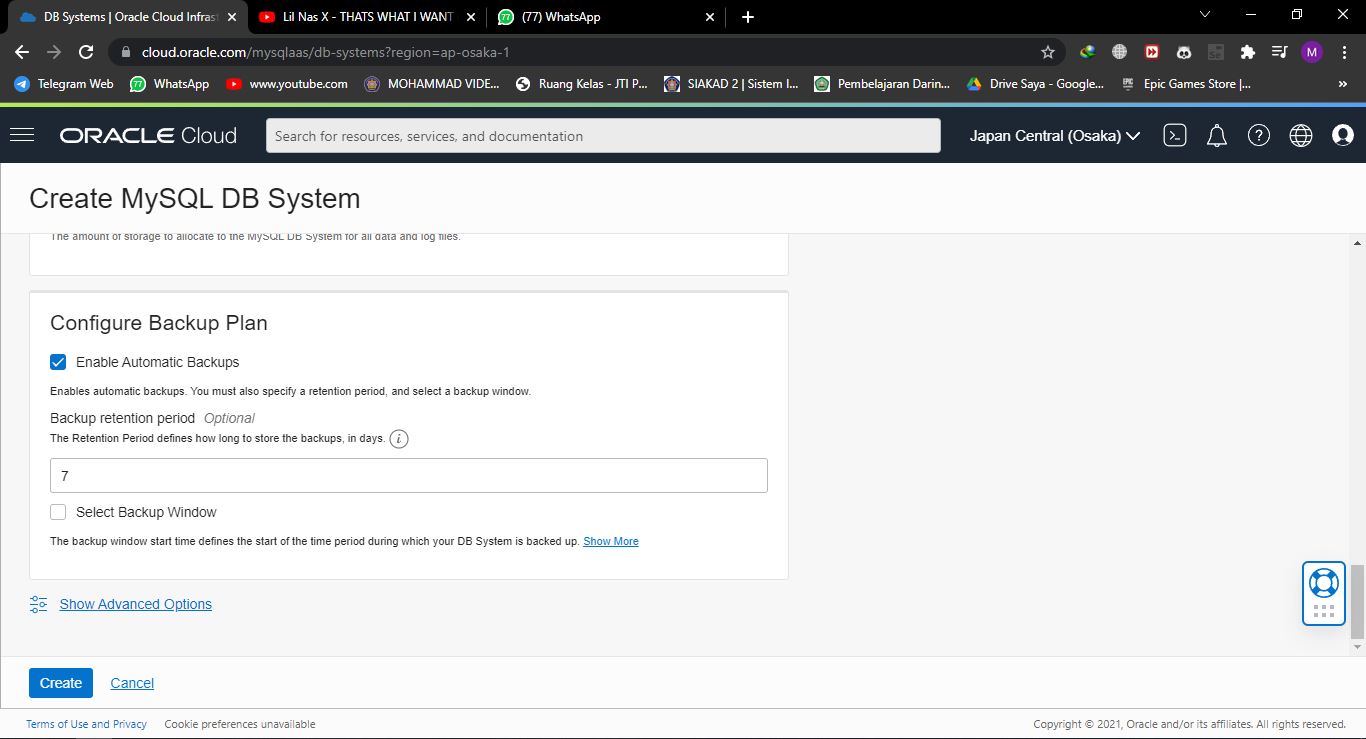 DB Systems | Oracle Cloud Infrast
Lil Nas X - THATS WHAT I WANT
(77) WhatsApp
cloud.oracle.com/mysqlaas/db-systems?region=ap-osaka-1
M
Telegram Web
WhatsApp
www.youtube.com
MOHAMMAD VIDE...
Ruang Kelas - JTI P...
SIAKAD 2 | Sistem I...
Pembelajaran Darin...
Drive Saya - Google...
Epic Games Store |...
»
ORACLE Cloud
Search for resources, services, and documentation
Japan Central (Osaka)
Create MySQL DB System
The amount of storage to allocate to the MySQL DB System for all data and log files.
Configure Backup Plan
Enable Automatic Backups
Enables automatic backups. You must also specify a retention period, and select a backup window.
Backup retention period Optional
The Retention Period defines how long to store the backups, in days. i
7
Select Backup Window
The backup window start time defines the start of the time period during which your DB System is backed up. Show More
Show Advanced Options
Create Cancel
Terms of Use and Privacy Cookie preferences unavailable
Copyright © 2021, Oracle and/or its affiliates. All rights reserved.